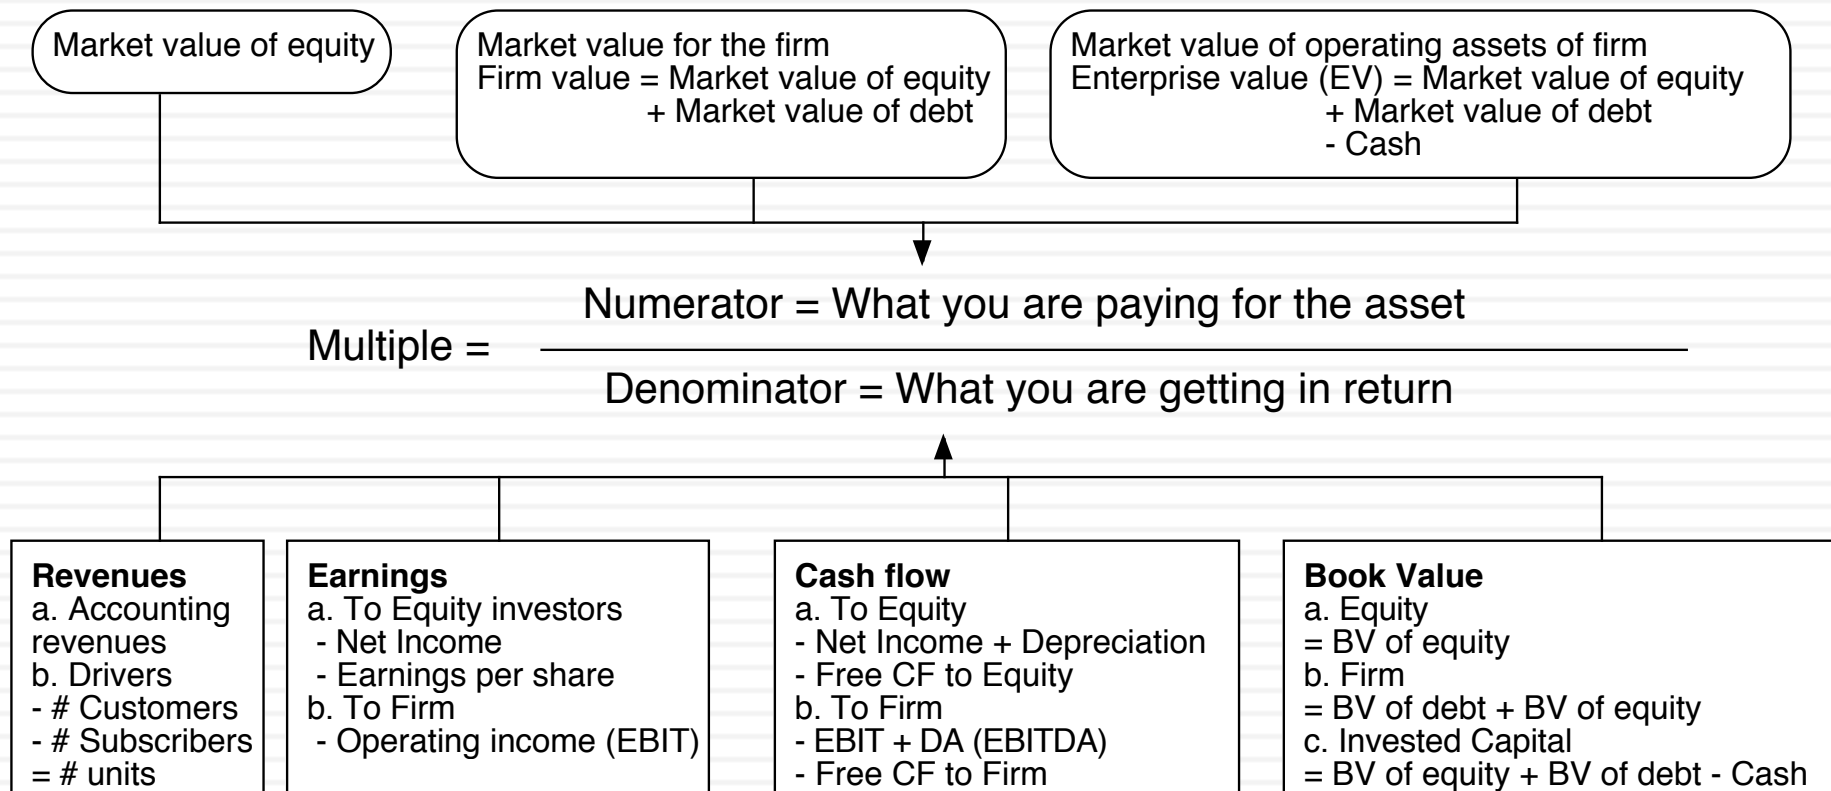 Market value of equity
Market value for the firm
Firm value = Market value of equity
+ Market value of debt
Market value of operating assets of firm
Enterprise value (EV) = Market value of equity
+ Market value of debt
- Cash
Numerator = What you are paying for the asset
Multiple =
Denominator = What you are getting in return
Revenues
a. Accounting
revenues
b. Drivers
- # Customers
- # Subscribers
= # units
Earnings
a. To Equity investors
- Net Income
- Earnings per share
b. To Firm
- Operating income (EBIT)
Cash flow
a. To Equity
- Net Income + Depreciation
- Free CF to Equity
b. To Firm
- EBIT + DA (EBITDA)
- Free CF to Firm
Book Value
a. Equity
= BV of equity
b. Firm
= BV of debt + BV of equity
c. Invested Capital
= BV of equity + BV of debt - Cash